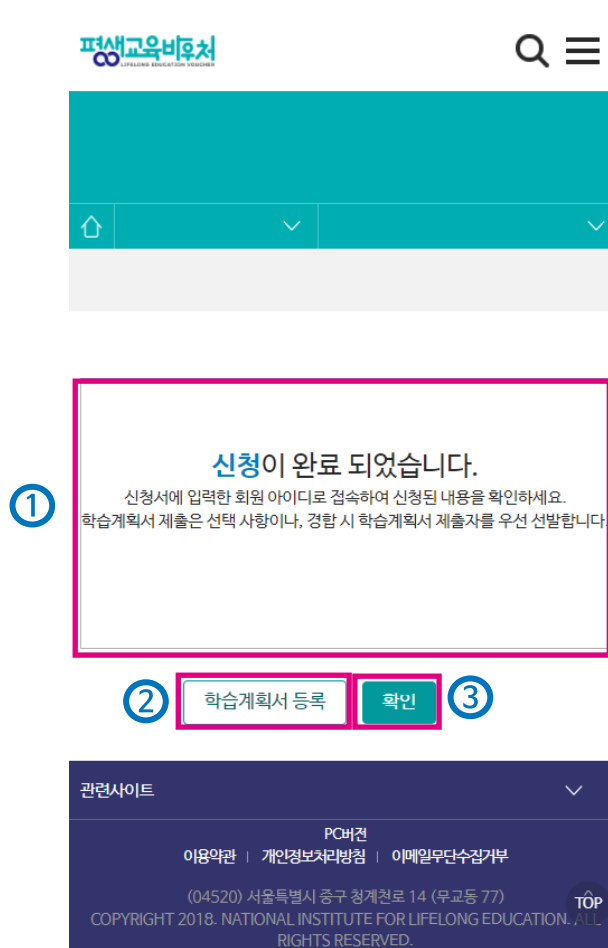 평생교육바우처
LIFELONG EDUCATION VOUCHER
신청이 완료 되었습니다.
신청서에 입력한 회원 아이디로 접속하여 신청된 내용을 확인하세요.
학습계획서 제출은 선택 사항이나, 경합 시 학습계획서 제출자를 우선 선발합니다.
①
② 학습계획서 등록 확인 ③
관련사이트
PC버전
이용약관 | 개인정보처리방침 | 이메일무단수집거부
(04520) 서울특별시 중구 청계천로 14 (무교동 77)
TOP
COPYRIGHT 2018. NATIONAL INSTITUTE FOR LIFELONG EDUCATION. ALL
RIGHTS RESERVED.